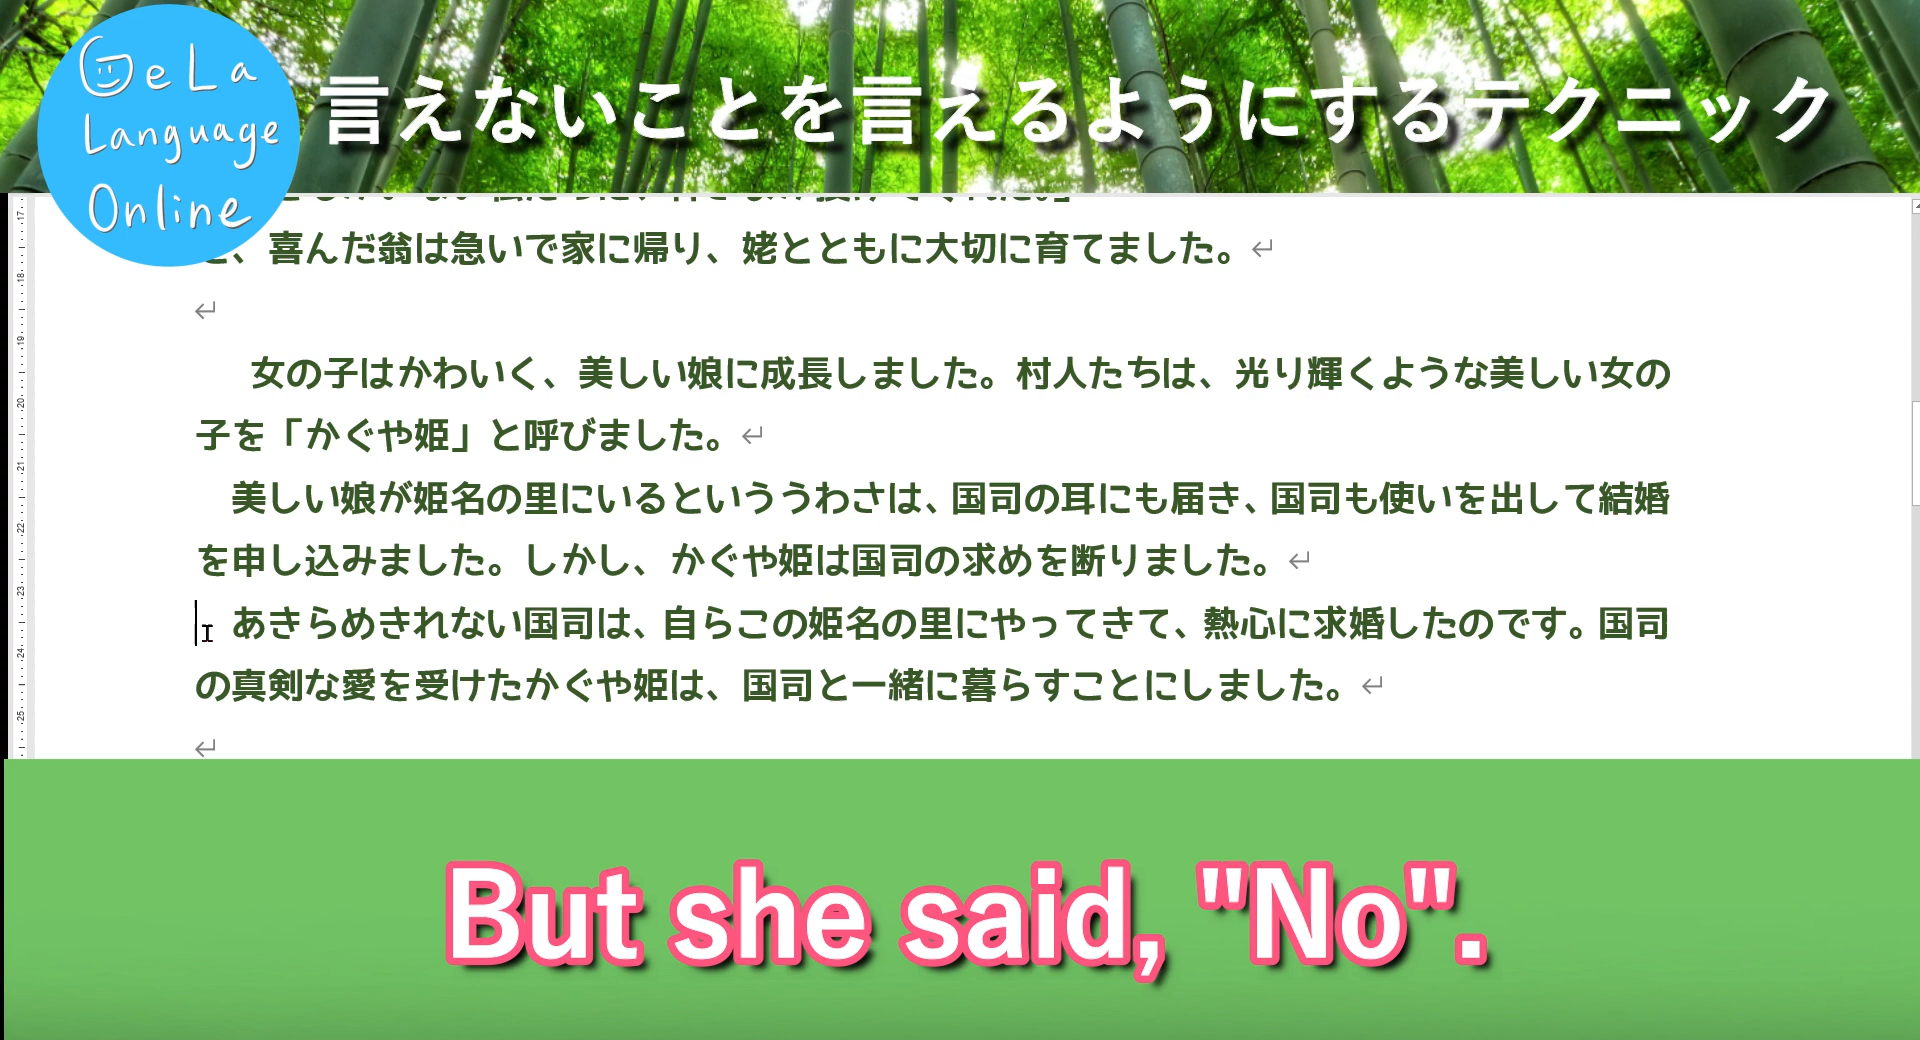 DeLa
Language
Online
言えないことを言えるようにするテクニック
、喜んだ翁は急いで家に帰り、姥とともに大切に育てました。
女の子はかわいく、美しい娘に成長しました。村人たちは、光り輝くような美しい女の
子を「かぐや姫」と呼びました。
美しい娘が姫名の里にいるといううわさは、国司の耳にも届き、国司も使いを出して結婚
を申し込みました。しかし、かぐや姫は国司の求めを断りました。
あきらめきれない国司は、自らこの姫名の里にやってきて、熱心に求婚したのです。国司
の真剣な愛を受けたかぐや姫は、国司と一緒に暮らすことにしました。
17
18
19
20
21
22
23
24
25
But she said, "No".